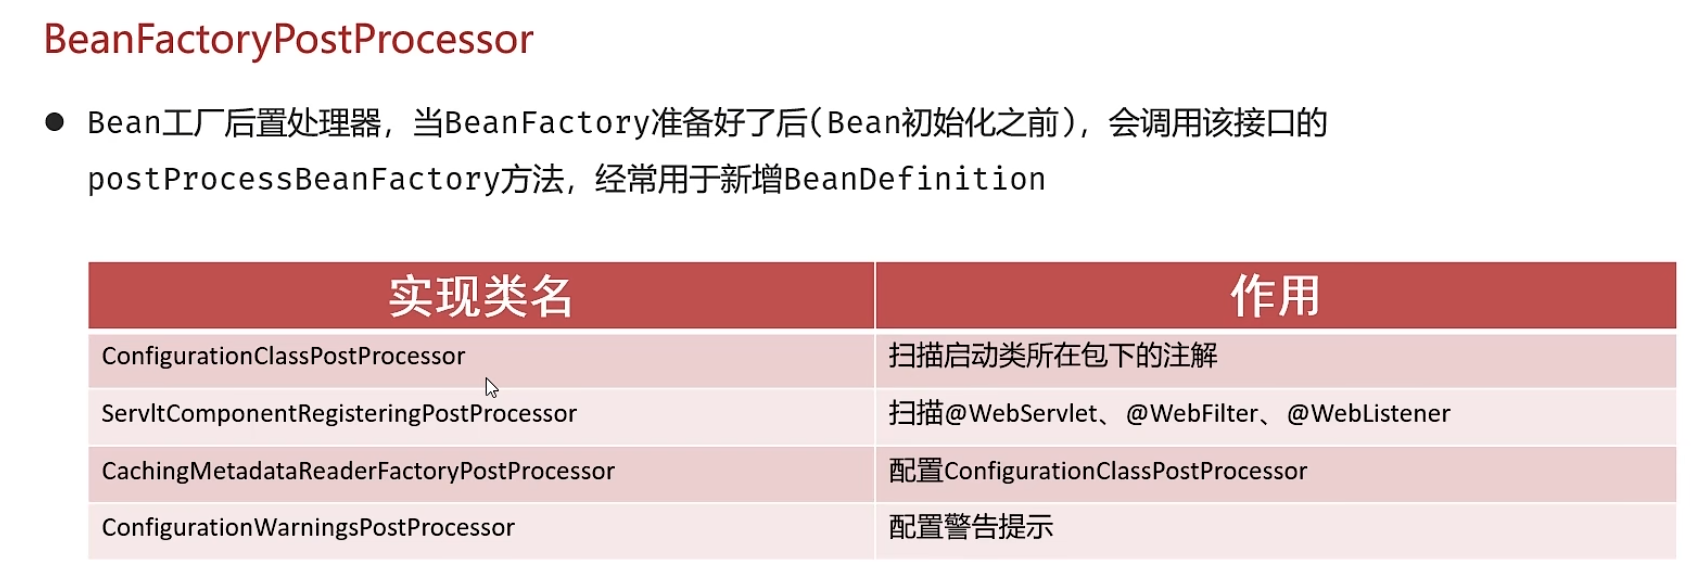 BeanFactoryPostProcessor
● Bean工厂后置处理器，当BeanFactory准备好了后(Bean初始化之前)，会调用该接口的
postProcessBeanFactory方法，经常用于新增BeanDefinition
实现类名 作用
ConfigurationClassPostProcessor 扫描启动类所在包下的注解
ServltComponentRegisteringPostProcessor 扫描@WebServlet、@WebFilter、@WebListener
CachingMetadataReaderFactoryPostProcessor 配置ConfigurationClassPostProcessor
ConfigurationWarningsPostProcessor 配置警告提示